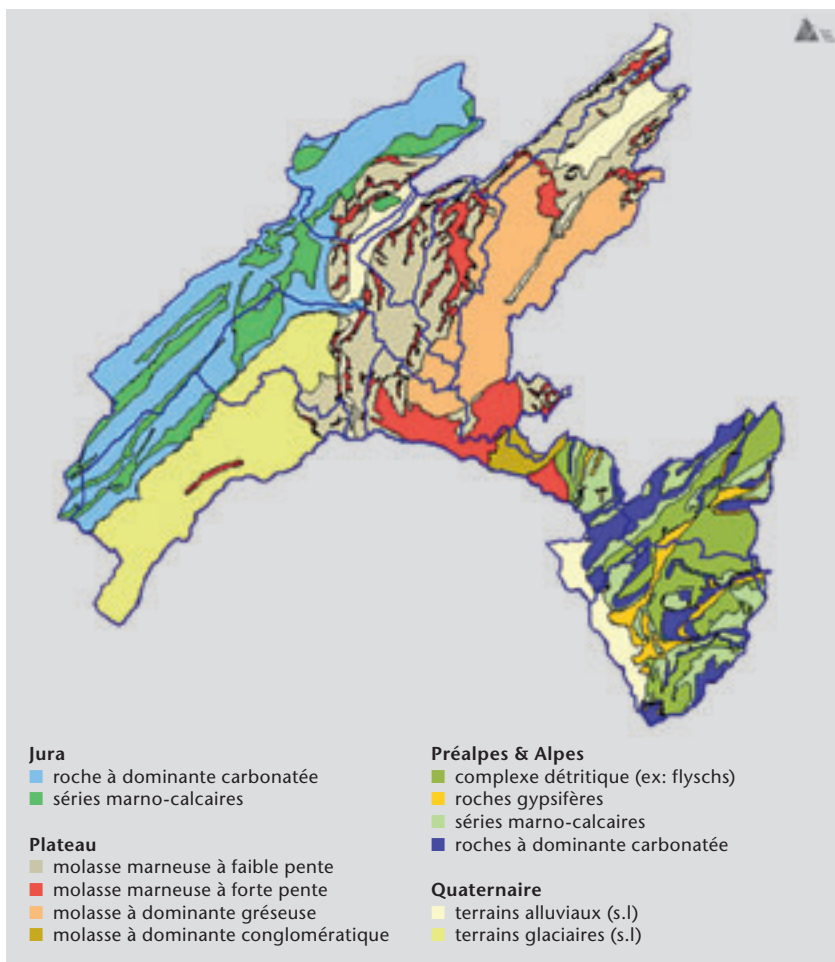 Jura
roche à dominante carbonatée
séries marno-calcaires
Plateau
molasse marneuse à faible pente
molasse marneuse à forte pente
molasse à dominante gréseuse
molasse à dominante conglomératique
Préalpes & Alpes
complexe détritique (ex: flyschs)
roches gypsifères
séries marno-calcaires
roches à dominante carbonatée
Quaternaire
terrains alluviaux (s.l)
terrains glaciaires (s.l)